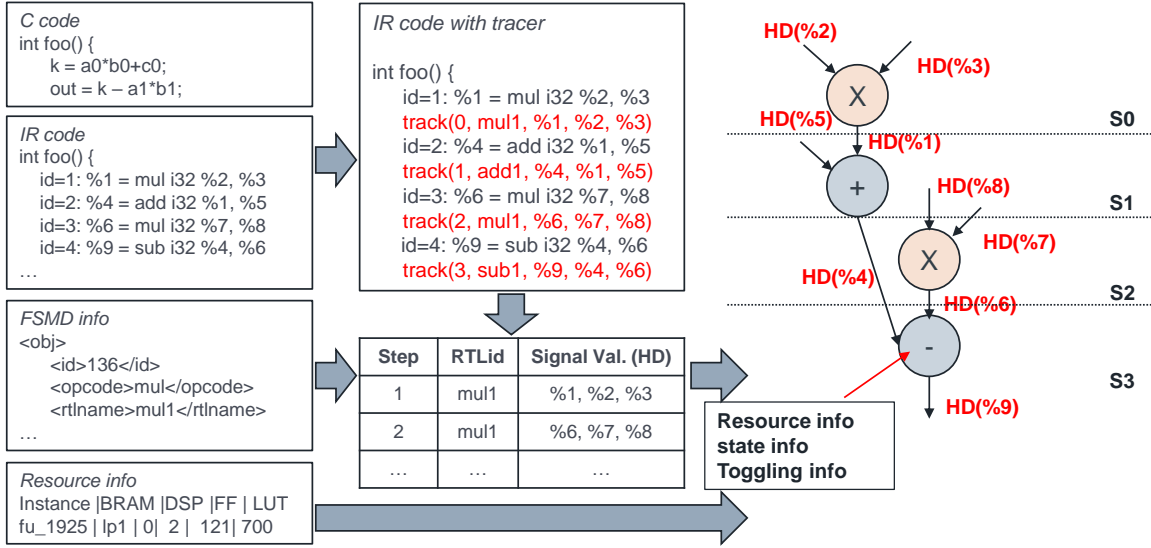 C code
int foo() {
k = a0*b0+c0;
out = k – a1*b1;
IR code
int foo() {
id=1: %1 = mul i32 %2, %3
id=2: %4 = add i32 %1, %5
id=3: %6 = mul i32 %7, %8
id=4: %9 = sub i32 %4, %6
…
FSMD info
<obj>
<id>136</id>
<opcode>mul</opcode>
<rtlname>mul1</rtlname>
…
Resource info
Instance |BRAM |DSP |FF | LUT
fu_1925 | lp1 | 0| 2 | 121| 700
IR code with tracer
int foo() {
id=1: %1 = mul i32 %2, %3
track(0, mul1, %1, %2, %3)
id=2: %4 = add i32 %1, %5
track(1, add1, %4, %1, %5)
id=3: %6 = mul i32 %7, %8
track(2, mul1, %6, %7, %8)
id=4: %9 = sub i32 %4, %6
track(3, sub1, %9, %4, %6)
Step RTLid Signal Val. (HD)
1 mul1 %1, %2, %3
2 mul1 %6, %7, %8
… … …
HD(%2)
HD(%3)
X
HD(%5)
S0
HD(%1)
+
HD(%8)
S1
HD(%7)
X
HD(%4)
S2
HD(%6)
-
S3
HD(%9)
Resource info
state info
Toggling info